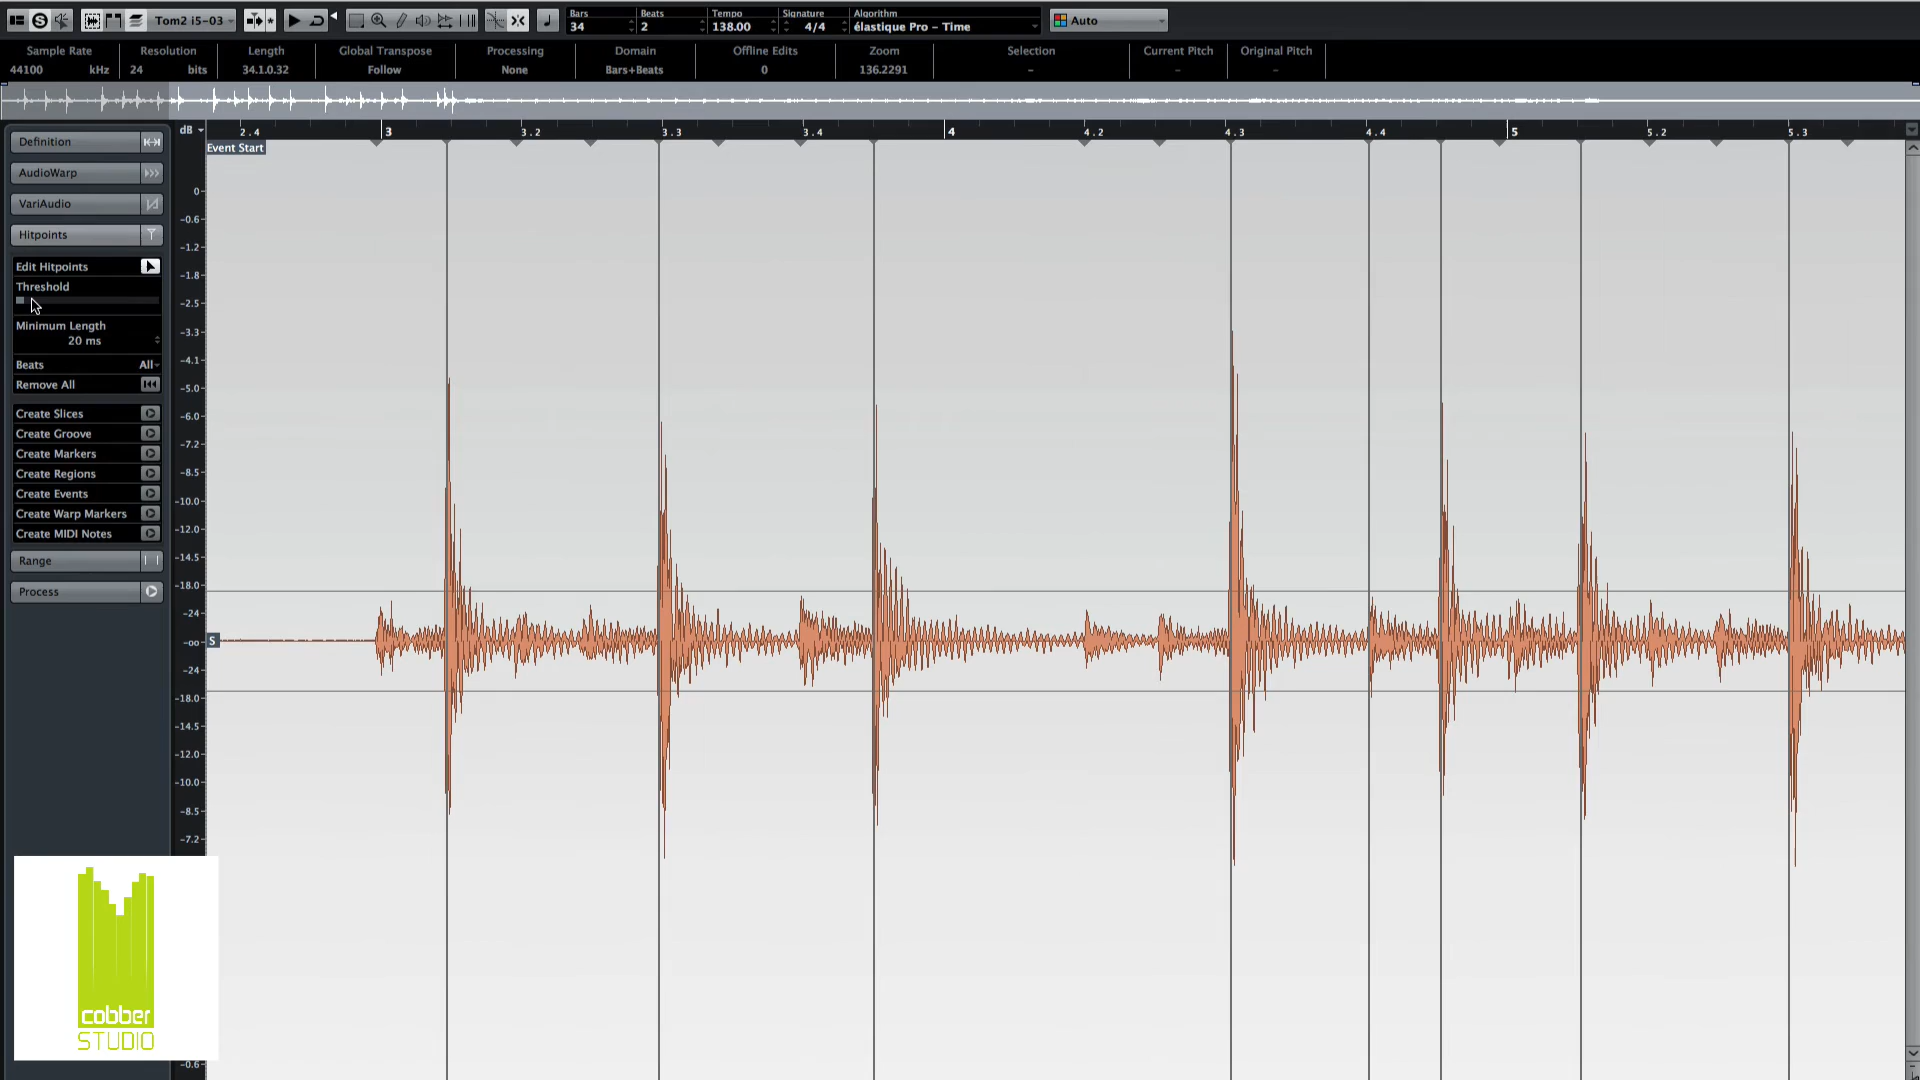 Tom2 i5-03
Bars
34
Beats
2
Tempo
138.00
Signature
4/4
Algorithm
élastique Pro – Time
Auto
Sample Rate
44100 kHz
Resolution
24 bits
Length
34.1.0.32
Global Transpose
Follow
Processing
None
Domain
Bars+Beats
Offline Edits
0
Zoom
136.2291
Selection
–
Current Pitch
–
Original Pitch
–
dB 2.4 3 3.2 3.3 3.4 4 4.2 4.3 4.4 5 5.2 5.3
Event Start
Definition
AudioWarp
VariAudio
Hitpoints
Edit Hitpoints
Threshold
Minimum Length
20 ms
Beats All
Remove All
Create Slices
Create Groove
Create Markers
Create Regions
Create Events
Create Warp Markers
Create MIDI Notes
Range
Process
0
-0.6
-1.2
-1.8
-2.5
-3.3
-4.1
-5.0
-6.0
-7.2
-8.5
-10.0
-12.0
-14.5
-18.0
-24
-oo
S
-24
-18.0
-14.5
-12.0
-10.0
-8.5
-7.2
-0.6
cobber
STUDIO